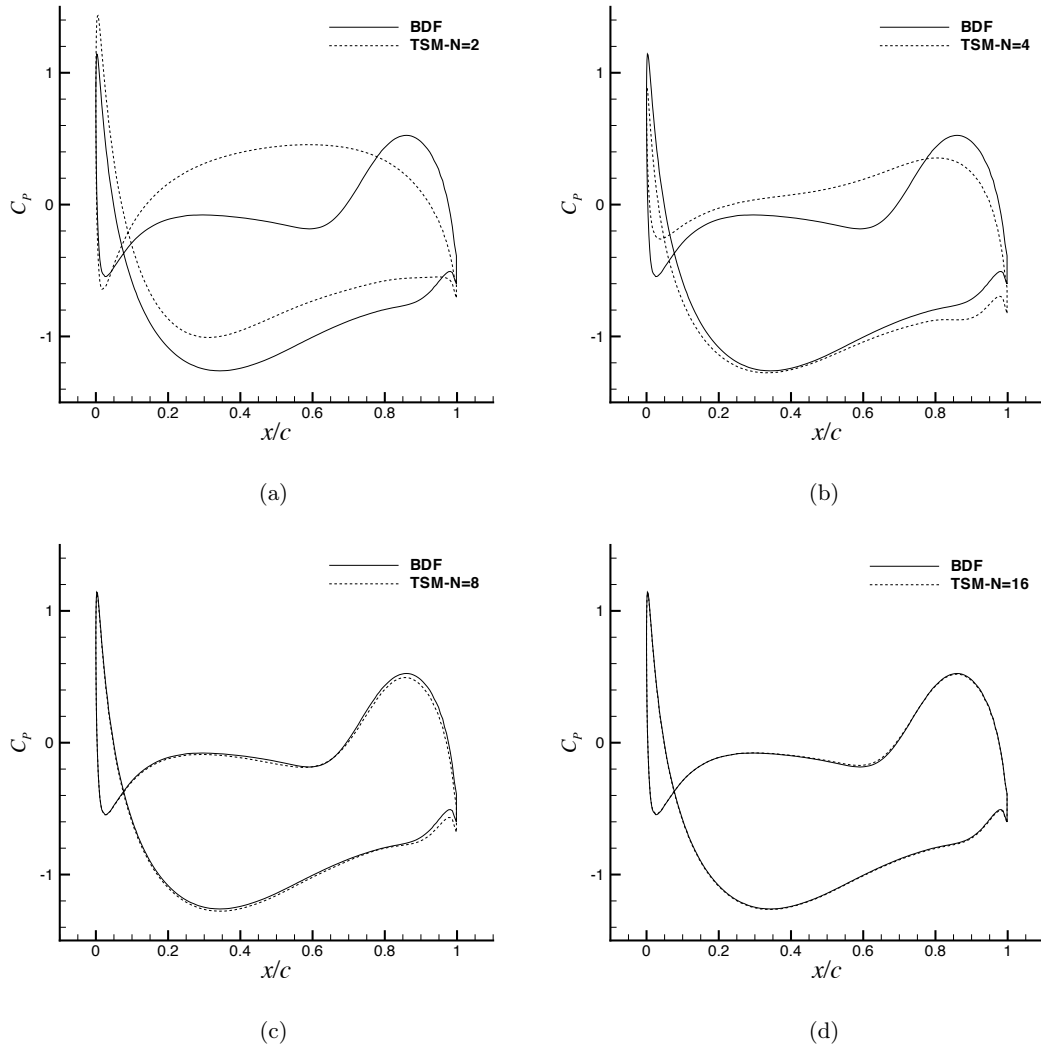 BDF
TSM-N=2
1
0
-1
C_P
0 0.2 0.4 0.6 0.8 1
x/c
(a)
BDF
TSM-N=4
1
0
-1
C_P
0 0.2 0.4 0.6 0.8 1
x/c
(b)
BDF
TSM-N=8
1
0
-1
C_P
0 0.2 0.4 0.6 0.8 1
x/c
(c)
BDF
TSM-N=16
1
0
-1
C_P
0 0.2 0.4 0.6 0.8 1
x/c
(d)